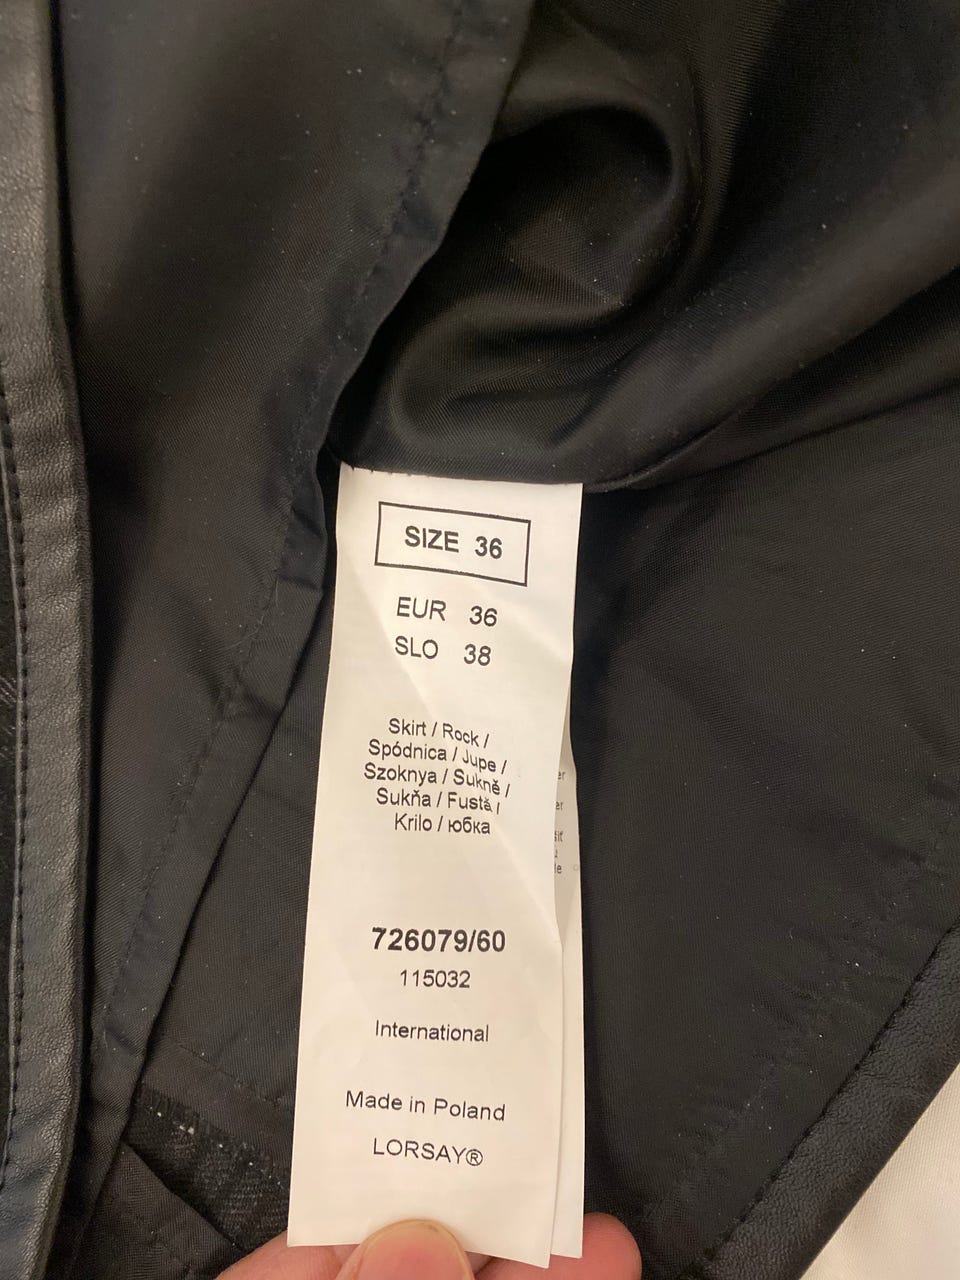 SIZE 36
EUR 36
SLO 38
Skirt / Rock /
Spódnica / Jupe /
Szoknya / Sukně /
Sukňa / Fustă /
Krilo / юбка
726079/60
115032
International
Made in Poland
LORSAY®